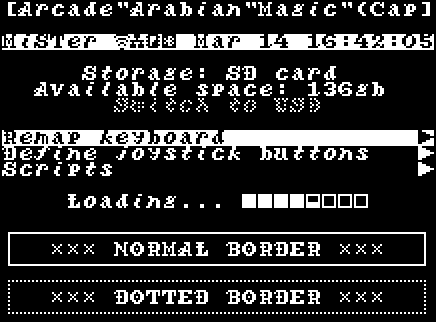 [Arcade"Arabian"Magic"(Cap]
MiSTer Mar 14 16:42:05
Storage: SD card
Available space: 136gb
Switch to USB
Remap keyboard
Define joystick buttons
Scripts
Loading...
××× NORMAL BORDER ×××
××× DOTTED BORDER ×××